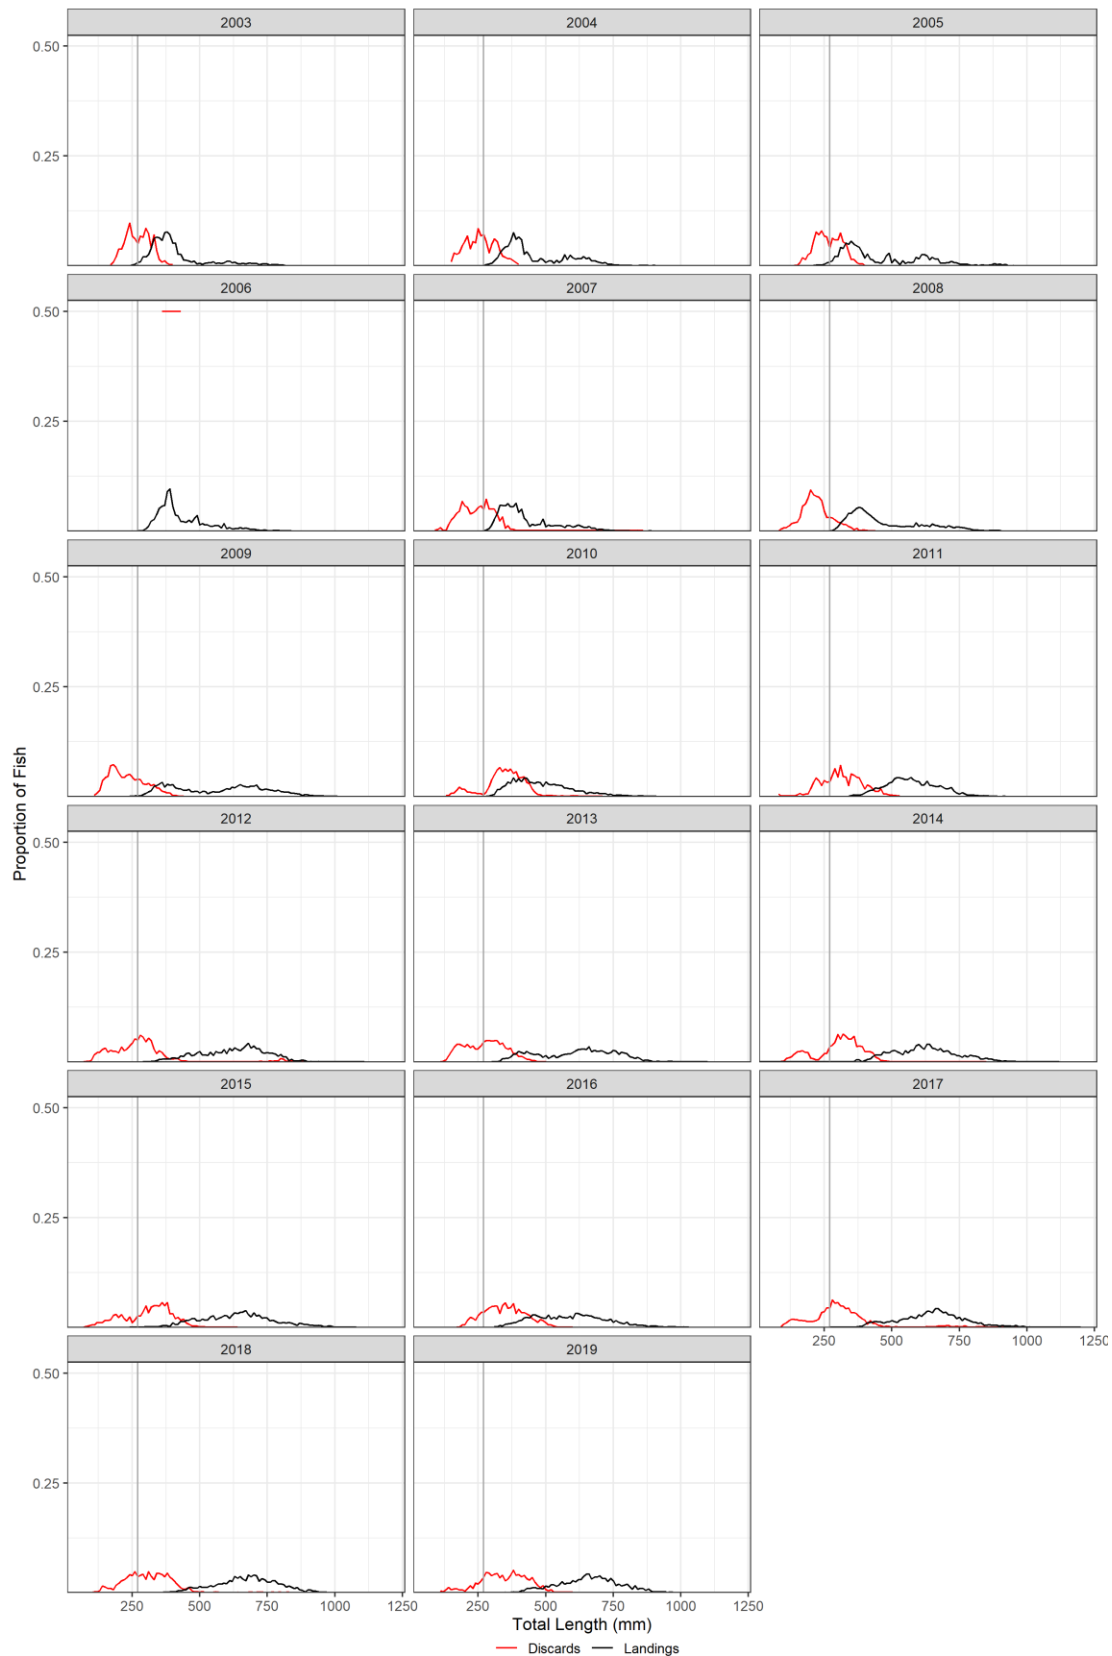 2003 2004 2005
0.50
0.25
2006 2007 2008
0.50
0.25
2009 2010 2011
0.50
0.25
Proportion of Fish
2012 2013 2014
0.50
0.25
2015 2016 2017
0.50
0.25
250 500 750 1000 1250
2018 2019
0.50
0.25
250 500 750 1000 1250 250 500 750 1000 1250
Total Length (mm)
Discards Landings